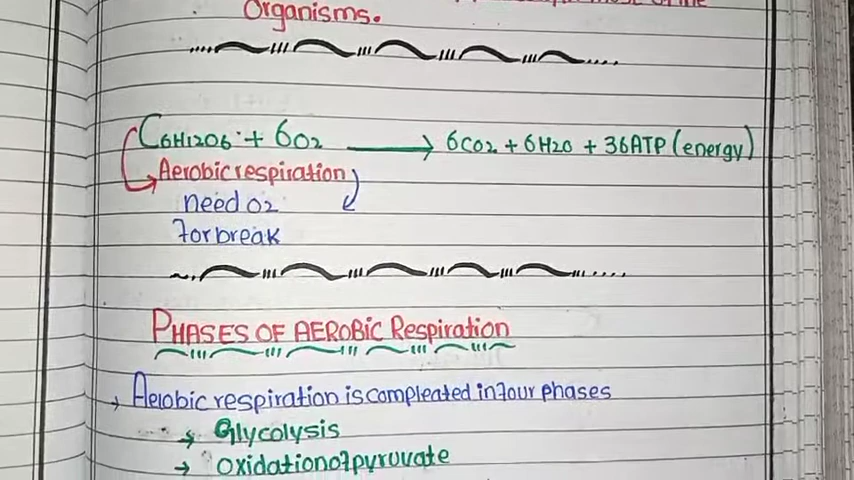 Organisms.
C6H12O6 + 6O2 → 6CO2 + 6H2O + 36ATP (energy)
Aerobic respiration
need O2
for break
PHASES OF AEROBIC Respiration
→ Aerobic respiration is compleated in four phases
→ Glycolysis
→ Oxidation of pyruvate